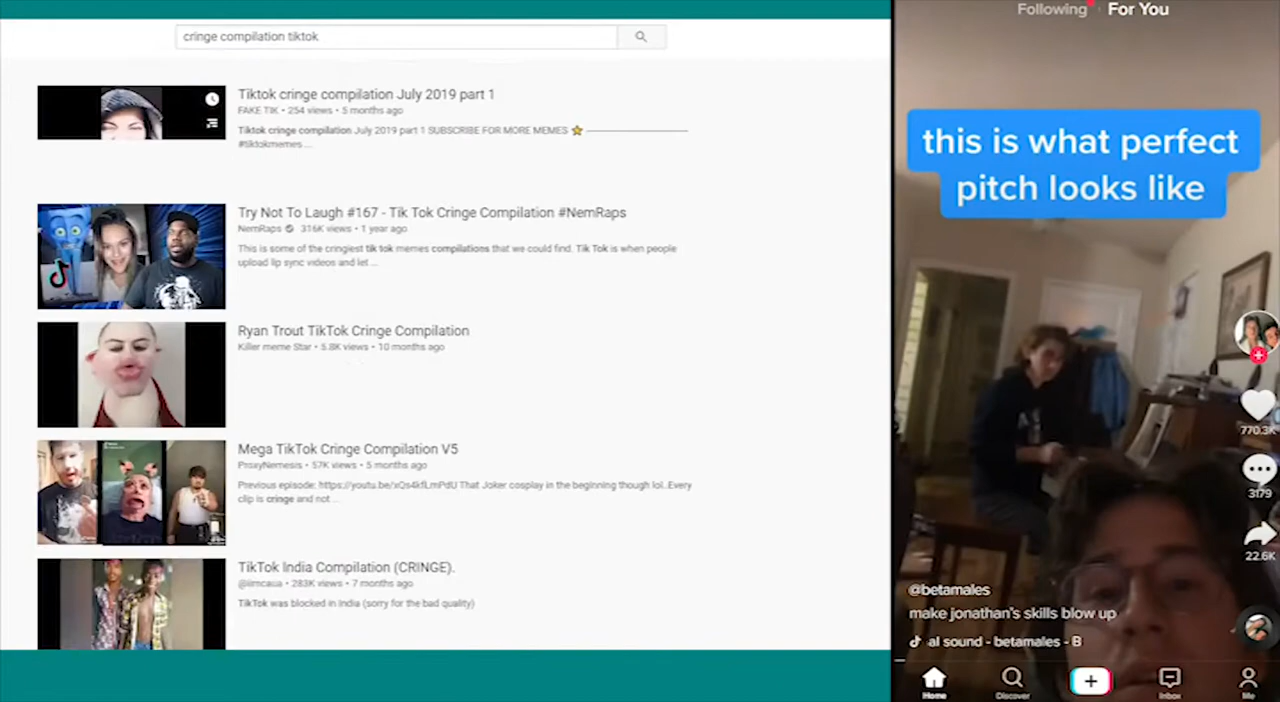 cringe compilation tiktok
Tiktok cringe compilation July 2019 part 1
FAKE TIK • 254 views • 5 months ago
Tiktok cringe compilation July 2019 part 1 SUBSCRIBE FOR MORE MEMES
#tiktokmemes ...
Try Not To Laugh #167 - Tik Tok Cringe Compilation #NemRaps
NemRaps 316K views • 1 year ago
This is some of the cringiest tik tok memes compilations that we could find. Tik Tok is when people
upload lip sync videos and let ...
Ryan Trout TikTok Cringe Compilation
Killer meme Star • 5.8K views • 10 months ago
Mega TikTok Cringe Compilation V5
ProxyNemesis • 57K views • 5 months ago
Previous episode: https://youtu.be/xQs4kfLmPdU That Joker cosplay in the beginning though lol..Every
clip is cringe and not ...
TikTok India Compilation (CRINGE).
283K views • 7 months ago
TikTok was blocked in India (sorry for the bad quality)
Following For You
this is what perfect
pitch looks like
770.3K
3179
22.6K
@betamales
make jonathan's skills blow up
al sound - betamales - B
Home Discover Inbox Me